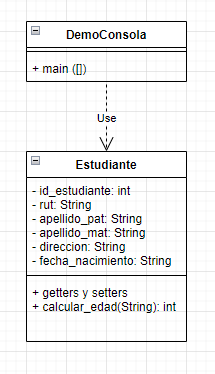 DemoConsola
+ main ([])
Use
Estudiante
- id_estudiante: int
- rut: String
- apellido_pat: String
- apellido_mat: String
- direccion: String
- fecha_nacimiento: String
+ getters y setters
+ calcular_edad(String): int